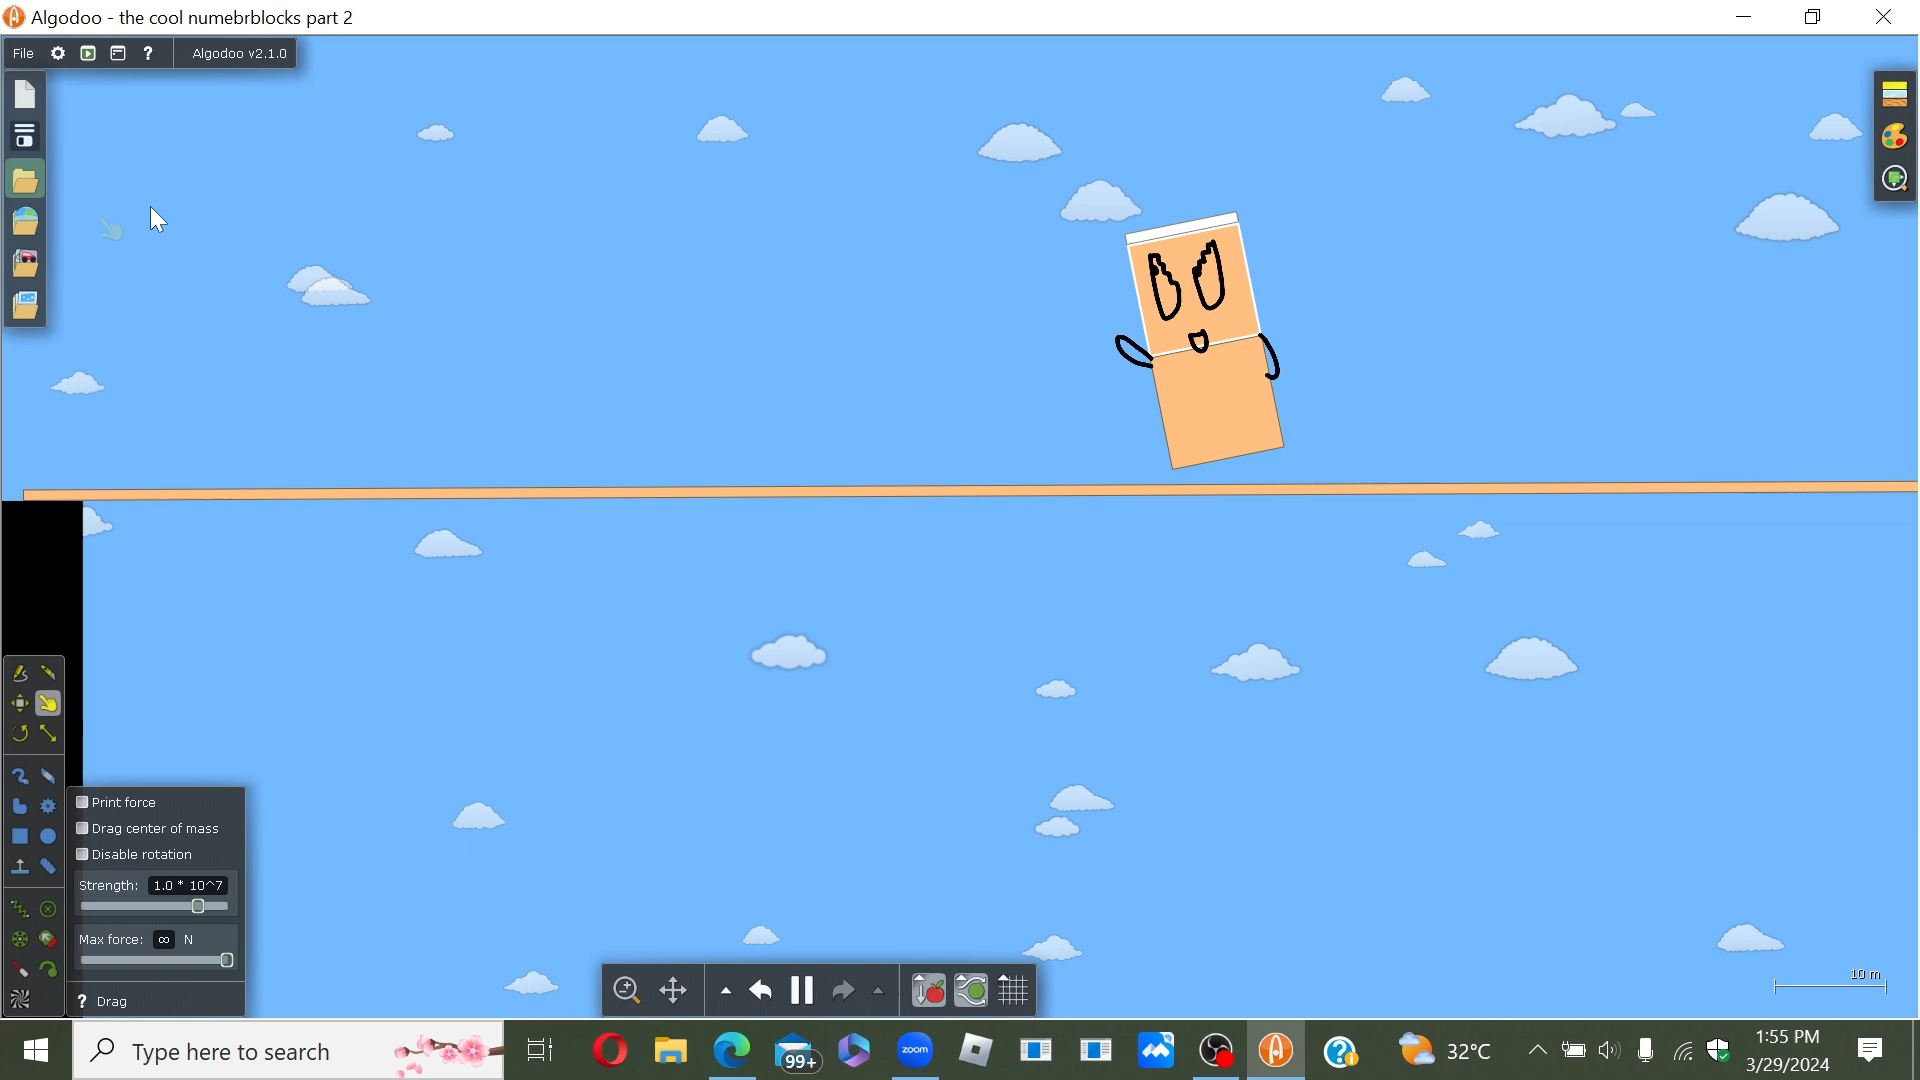 Algodoo - the cool numebrblocks part 2
File ? Algodoo v2.1.0
Print force
Drag center of mass
Disable rotation
Strength: 1.0 * 10^7
Max force: ∞ N
? Drag
10 m
Type here to search
99+
zoom
32°C
1:55 PM
3/29/2024